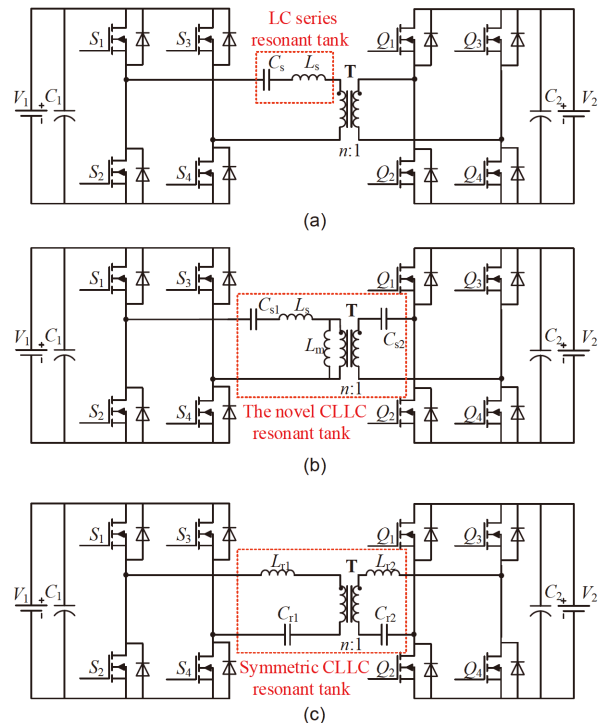 LC series
resonant tank
S1 S3 Cs Ls T Q1 Q3
V1 + C1 C2 + V2
n:1
S2 S4 Q2 Q4
(a)
S1 S3 Cs1 Ls T Q1 Q3
V1 + C1 Lm Cs2 C2 + V2
n:1
S2 S4 The novel CLLC Q2 Q4
resonant tank
(b)
S1 S3 Lr1 T Lr2 Q1 Q3
V1 + C1 Cr1 Cr2 C2 + V2
n:1
S2 S4 Symmetric CLLC Q2 Q4
resonant tank
(c)